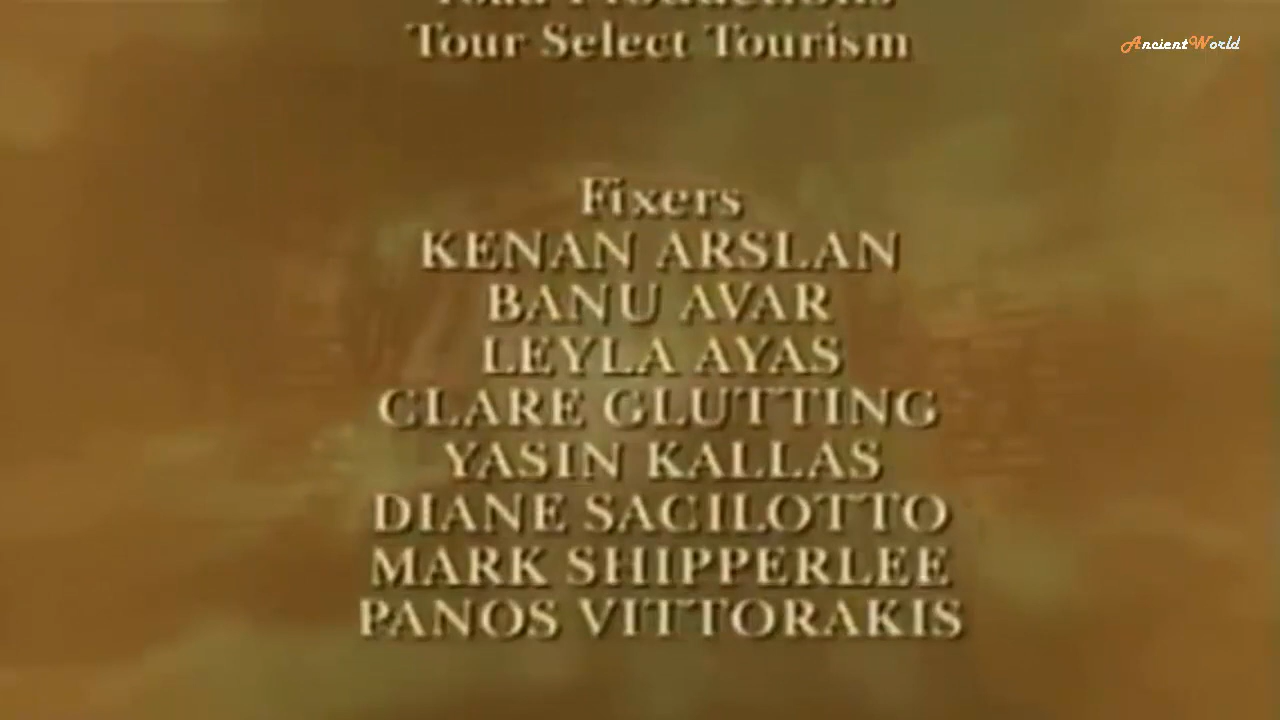 Productions
Tour Select Tourism
AncientWorld
Fixers
KENAN ARSLAN
BANU AVAR
LEYLA AYAS
CLARE GLUTTING
YASIN KALLAS
DIANE SACILOTTO
MARK SHIPPERLEE
PANOS VITTORAKIS